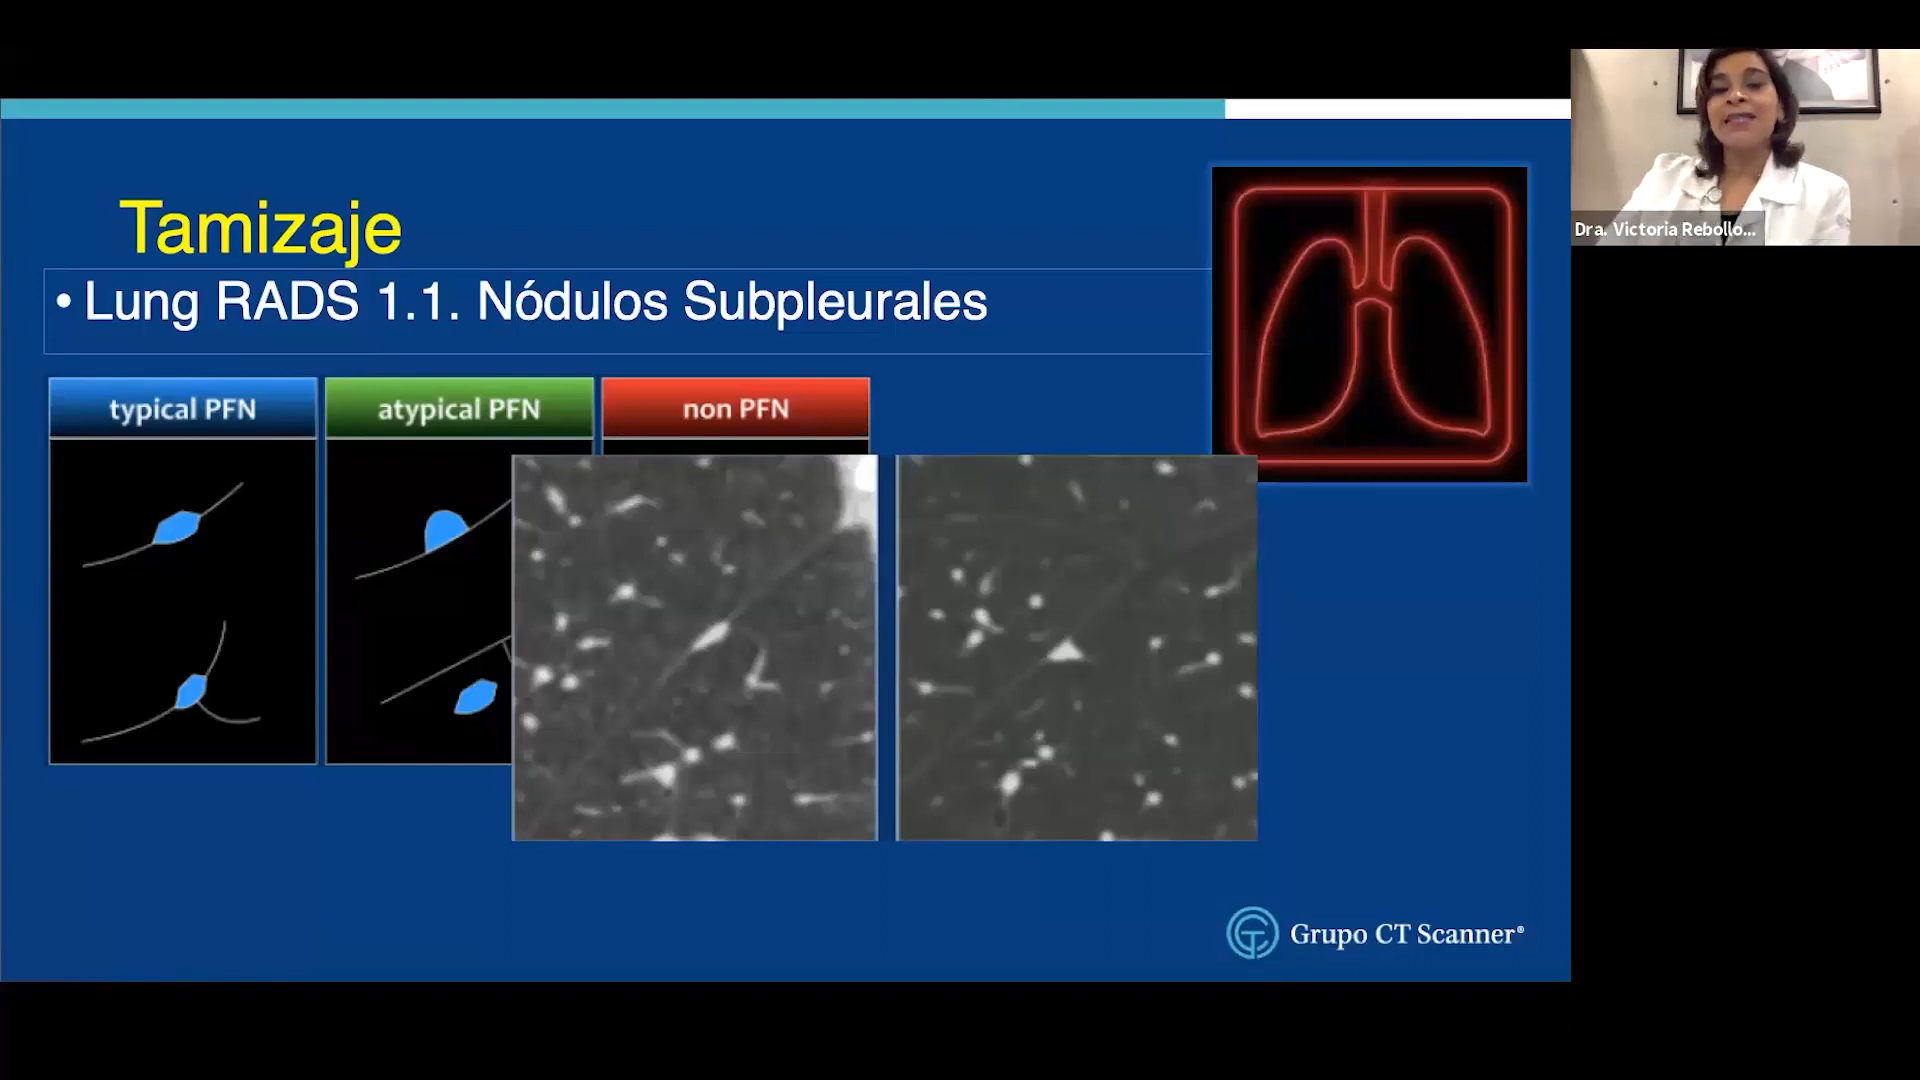 Tamizaje
• Lung RADS 1.1. Nódulos Subpleurales
typical PFN
atypical PFN
non PFN
Dra. Victoria Rebollo...
Grupo CT Scanner®